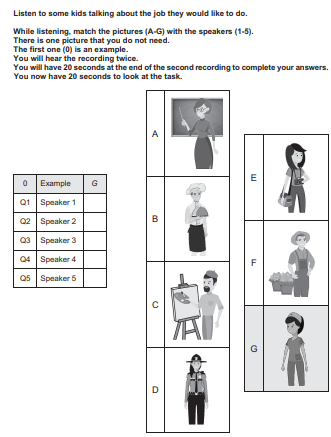 Listen to some kids talking about the job they would like to do.
While listening, match the pictures (A-G) with the speakers (1-5).
There is one picture that you do not need.
The first one (0) is an example.
You will hear the recording twice.
You will have 20 seconds at the end of the second recording to complete your answers.
You now have 20 seconds to look at the task.
0 Example G
Q1 Speaker 1
Q2 Speaker 2
Q3 Speaker 3
Q4 Speaker 4
Q5 Speaker 5
A
B
C
D
E
F
G